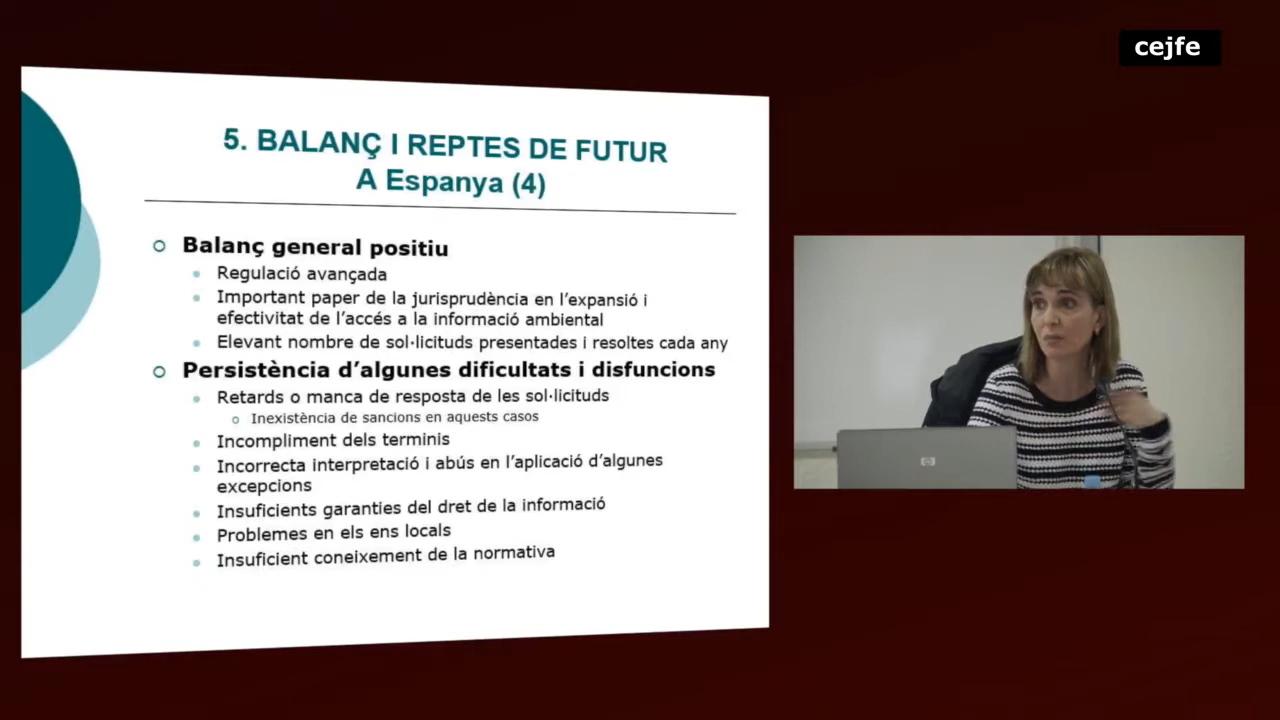 cejfe
5. BALANÇ I REPTES DE FUTUR
A Espanya (4)
Balanç general positiu
Regulació avançada
Important paper de la jurisprudència en l'expansió i
efectivitat de l'accés a la informació ambiental
Elevant nombre de sol·licituds presentades i resoltes cada any
Persistència d'algunes dificultats i disfuncions
Retards o manca de resposta de les sol·licituds
Inexistència de sancions en aquests casos
Incompliment dels terminis
Incorrecta interpretació i abús en l'aplicació d'algunes
excepcions
Insuficients garanties del dret de la informació
Problemes en els ens locals
Insuficient coneixement de la normativa
hp